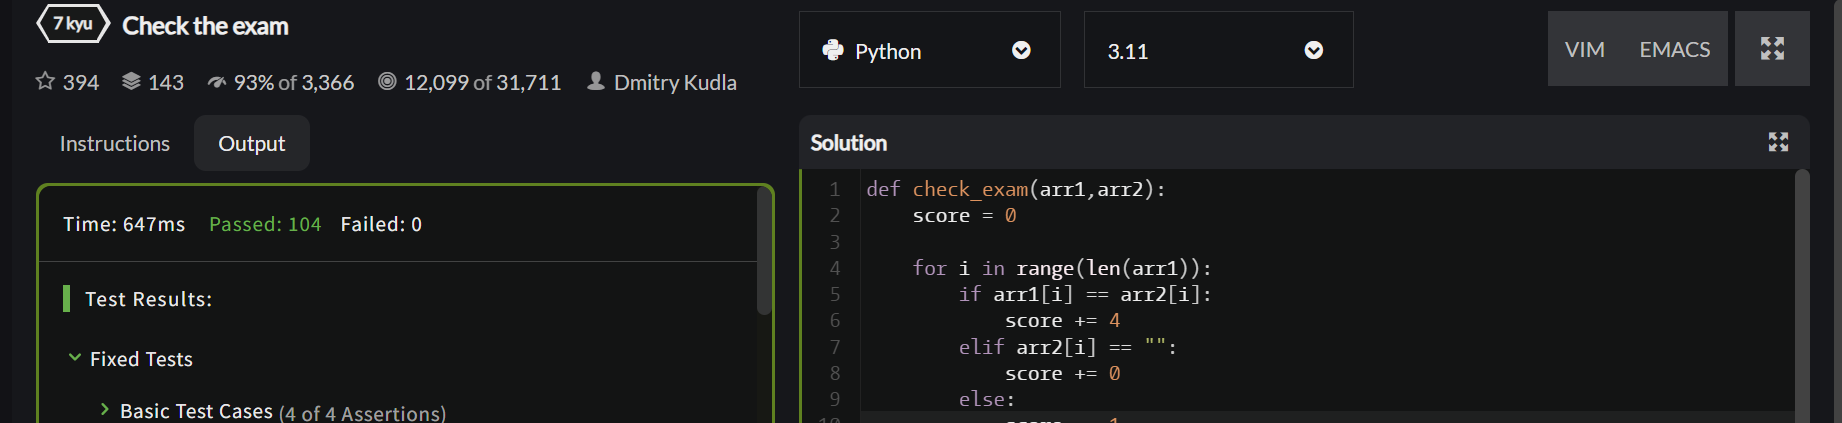 7 kyu Check the exam
394 143 93% of 3,366 12,099 of 31,711 Dmitry Kudla
Instructions Output
Time: 647ms Passed: 104 Failed: 0
Test Results:
Fixed Tests
Basic Test Cases (4 of 4 Assertions)
Python 3.11 VIM EMACS
Solution
1 def check_exam(arr1,arr2):
2     score = 0
3
4     for i in range(len(arr1)):
5         if arr1[i] == arr2[i]:
6             score += 4
7         elif arr2[i] == "":
8             score += 0
9         else: